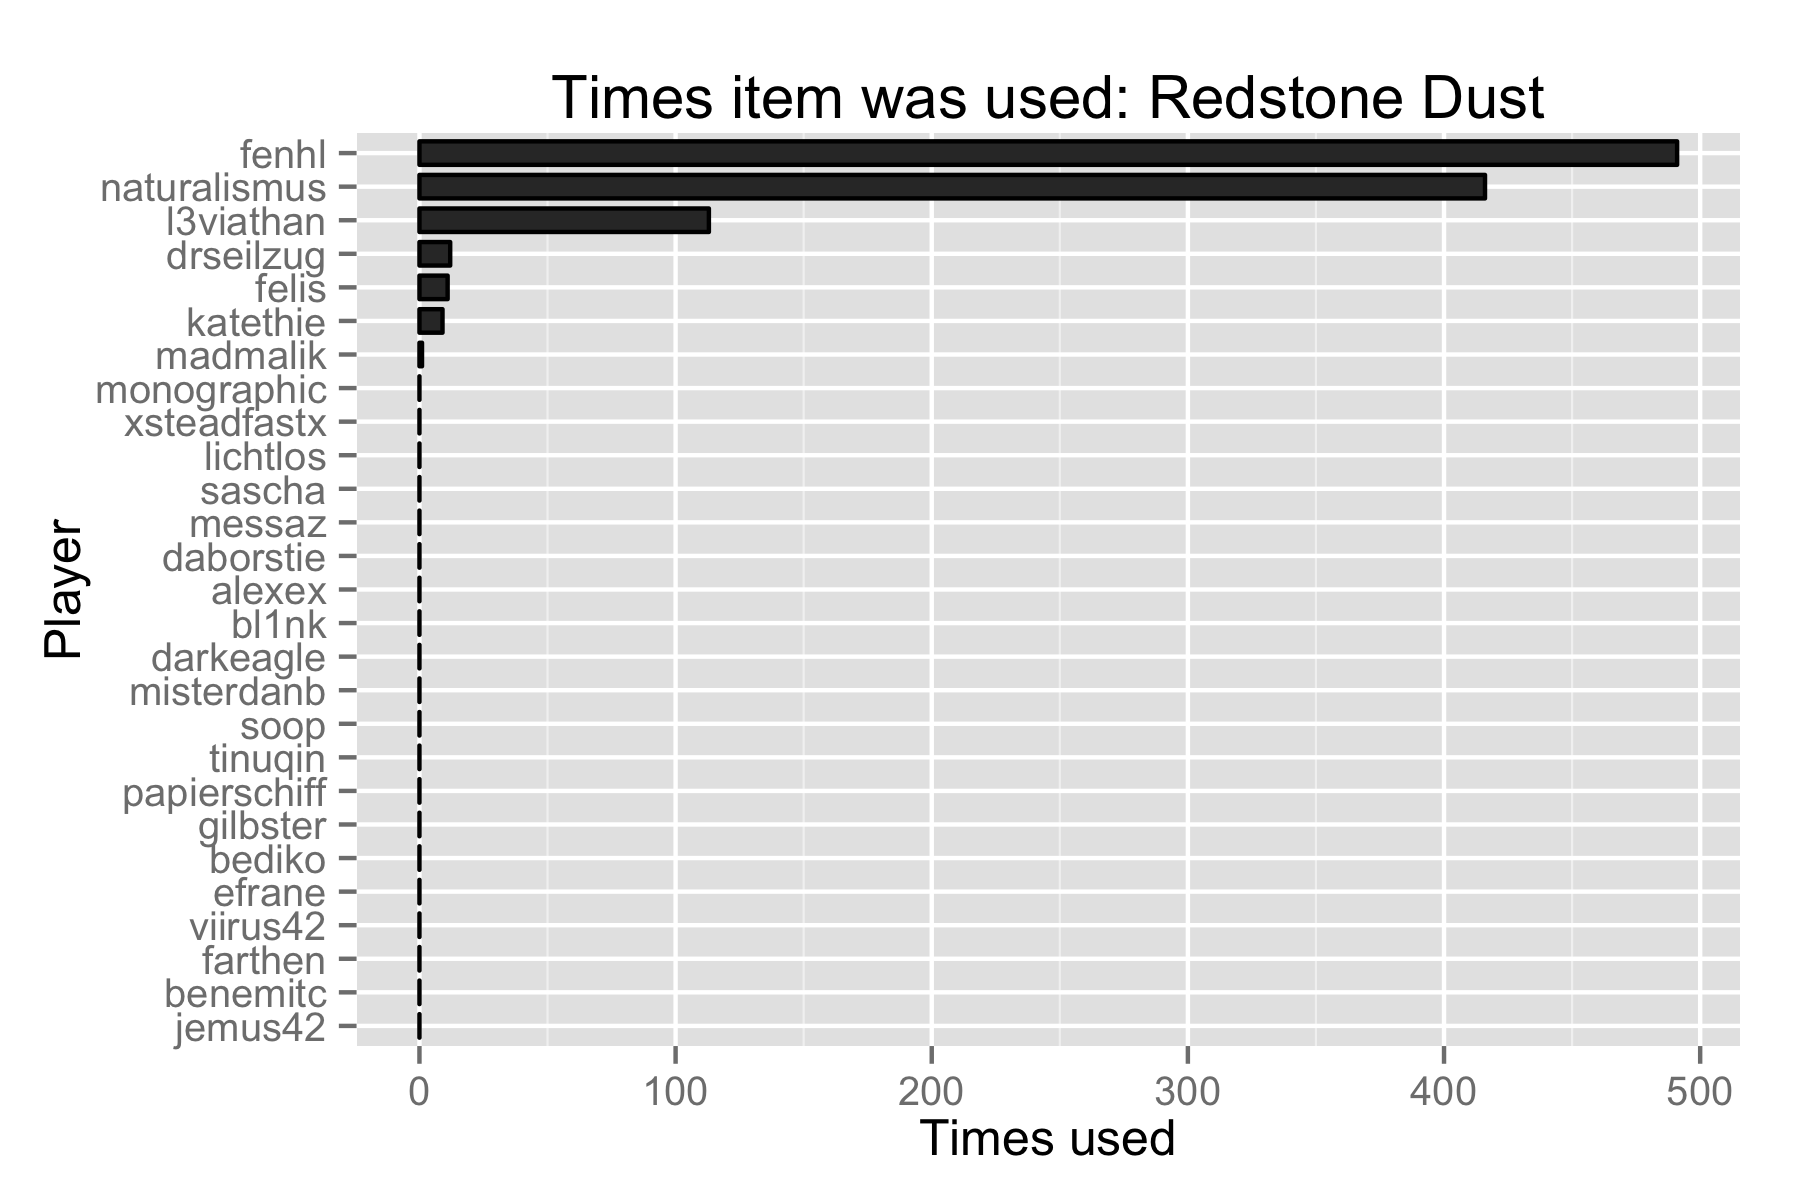 Times item was used: Redstone Dust
Player
fenhl
naturalismus
l3viathan
drseilzug
felis
katethie
madmalik
monographic
xsteadfastx
lichtlos
sascha
messaz
daborstie
alexex
bl1nk
darkeagle
misterdanb
soop
tinuqin
papierschiff
gilbster
bediko
efrane
viirus42
farthen
benemitc
jemus42
0 100 200 300 400 500
Times used